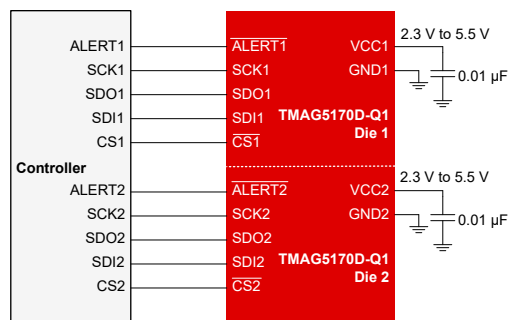 ALERT1 ALERT1 VCC1 2.3 V to 5.5 V
SCK1 SCK1 GND1 0.01 µF
SDO1 SDO1
SDI1 SDI1 TMAG5170D-Q1
CS1 CS1 Die 1
Controller
ALERT2 ALERT2 VCC2 2.3 V to 5.5 V
SCK2 SCK2 GND2 0.01 µF
SDO2 SDO2
SDI2 SDI2 TMAG5170D-Q1
CS2 CS2 Die 2